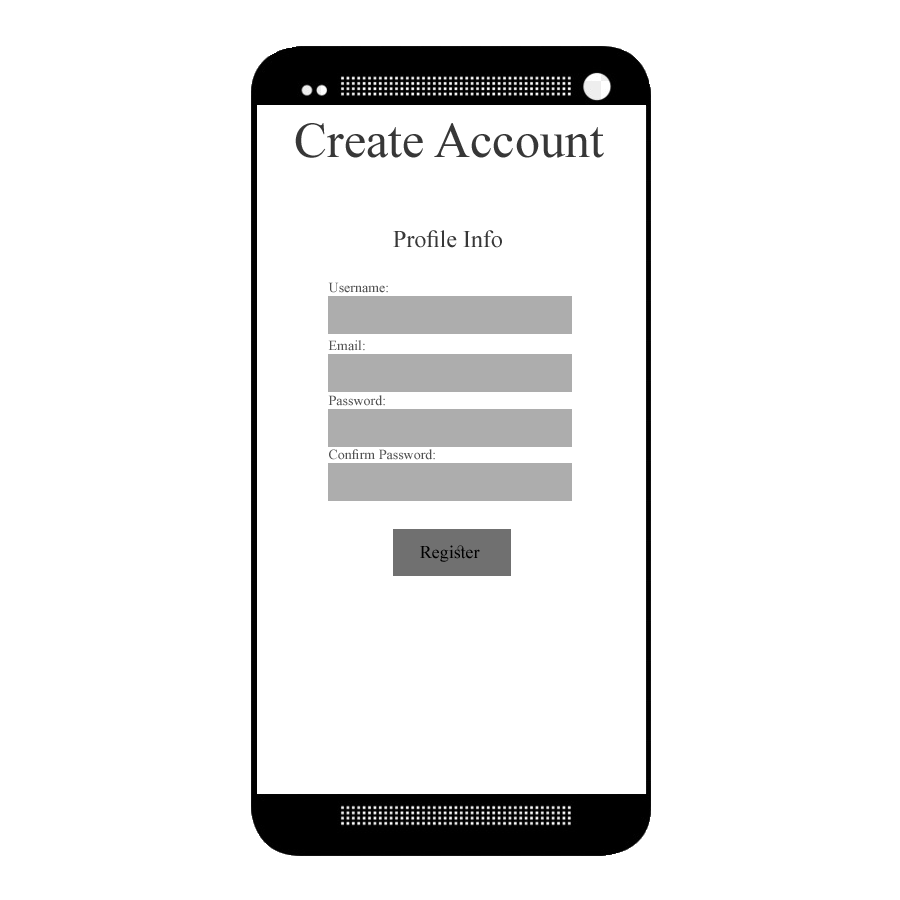 Create Account
Profile Info
Username:
Email:
Password:
Confirm Password:
Register